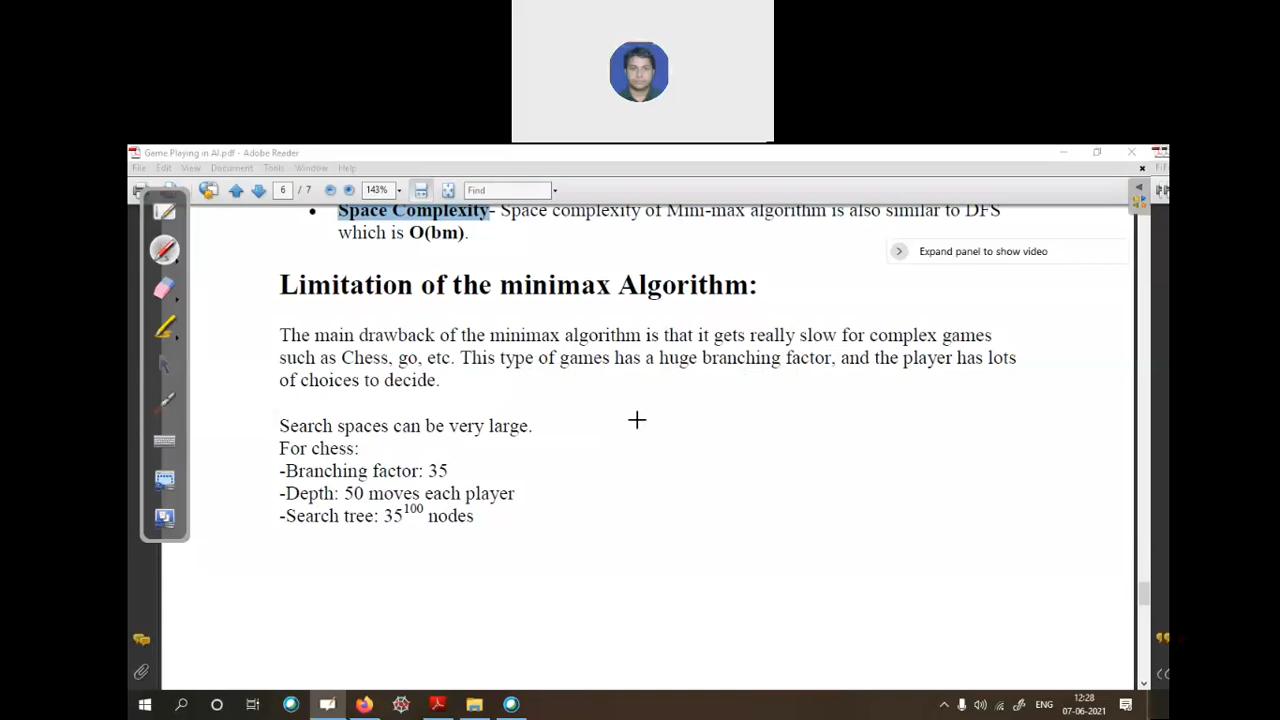 Game Playing in AI.pdf - Adobe Reader
File Edit View Document Tools Window Help
6 / 7 143% Find
Space Complexity- Space complexity of Mini-max algorithm is also similar to DFS
which is O(bm).
Expand panel to show video
Limitation of the minimax Algorithm:
The main drawback of the minimax algorithm is that it gets really slow for complex games
such as Chess, go, etc. This type of games has a huge branching factor, and the player has lots
of choices to decide.
Search spaces can be very large.
For chess:
-Branching factor: 35
-Depth: 50 moves each player
-Search tree: 35¹⁰⁰ nodes
ENG
12:28
07-06-2021